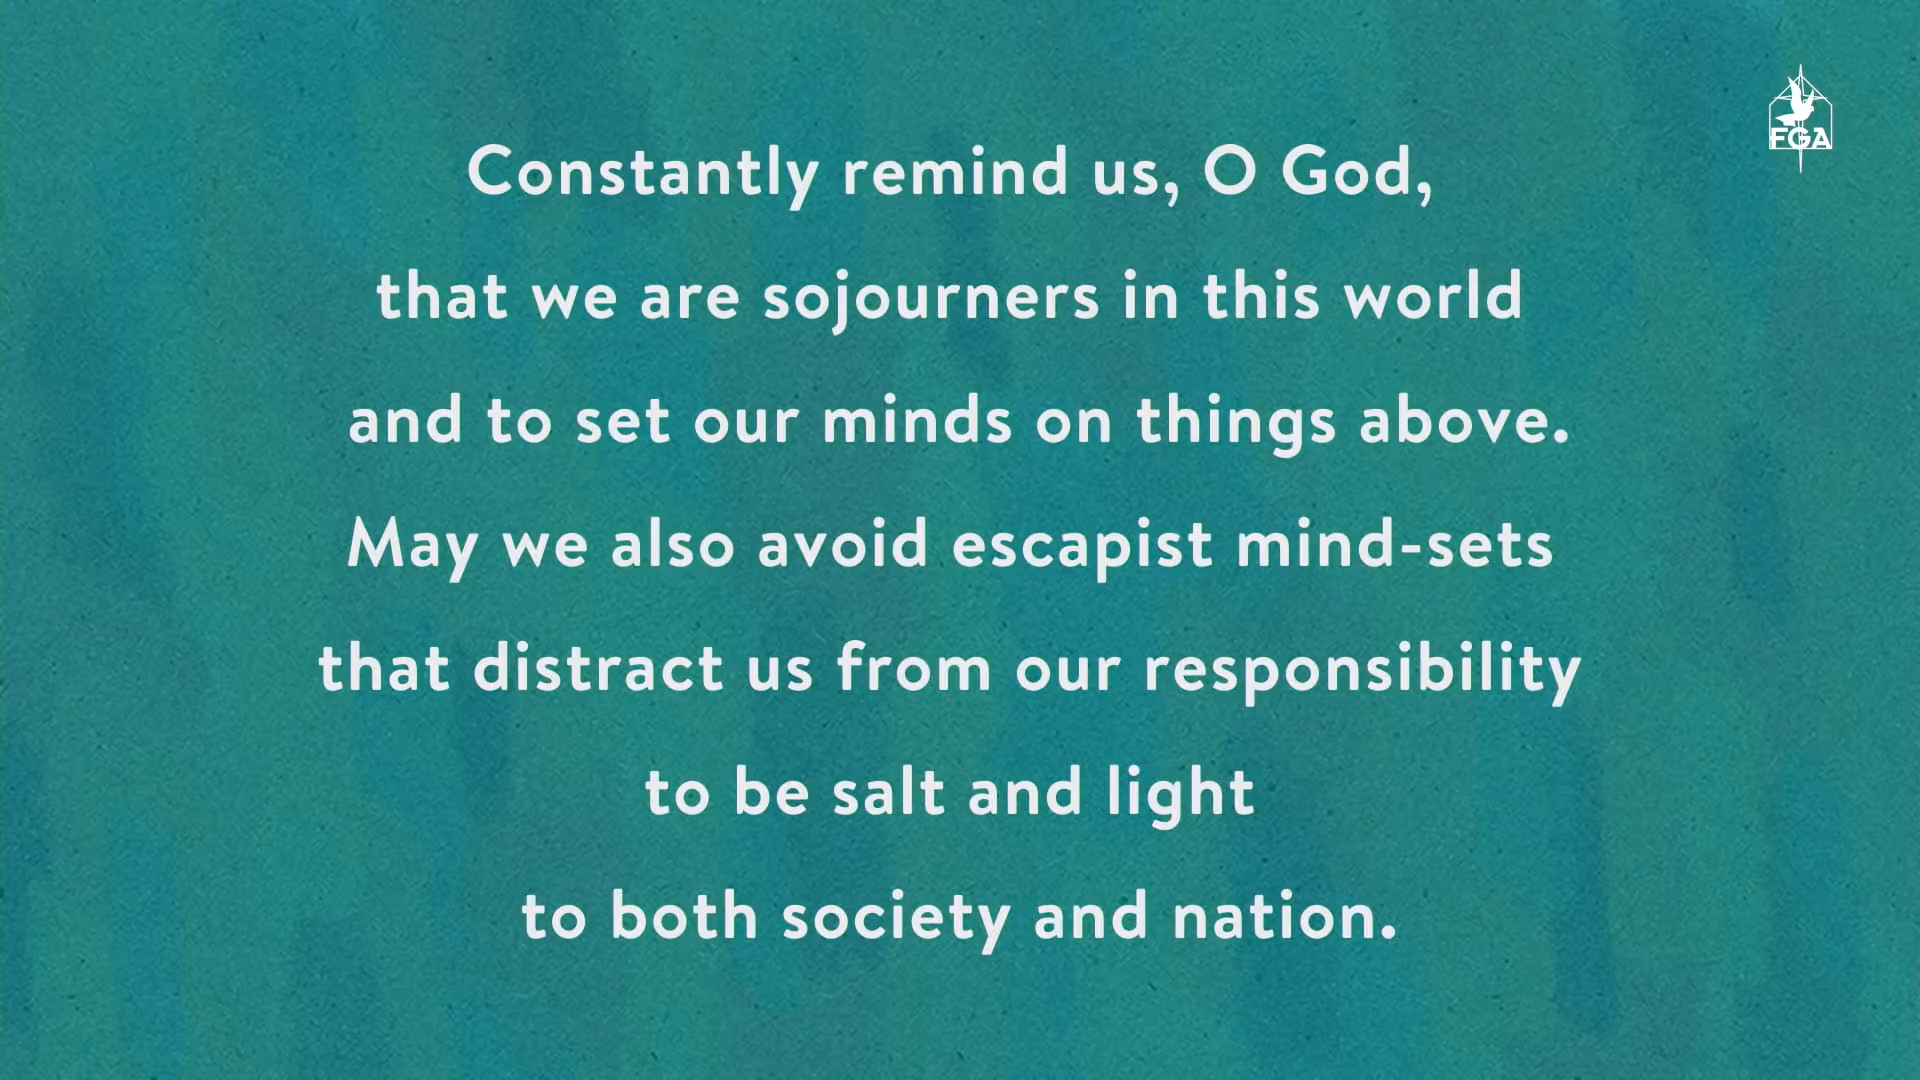 FGA
Constantly remind us, O God,
that we are sojourners in this world
and to set our minds on things above.
May we also avoid escapist mind-sets
that distract us from our responsibility
to be salt and light
to both society and nation.